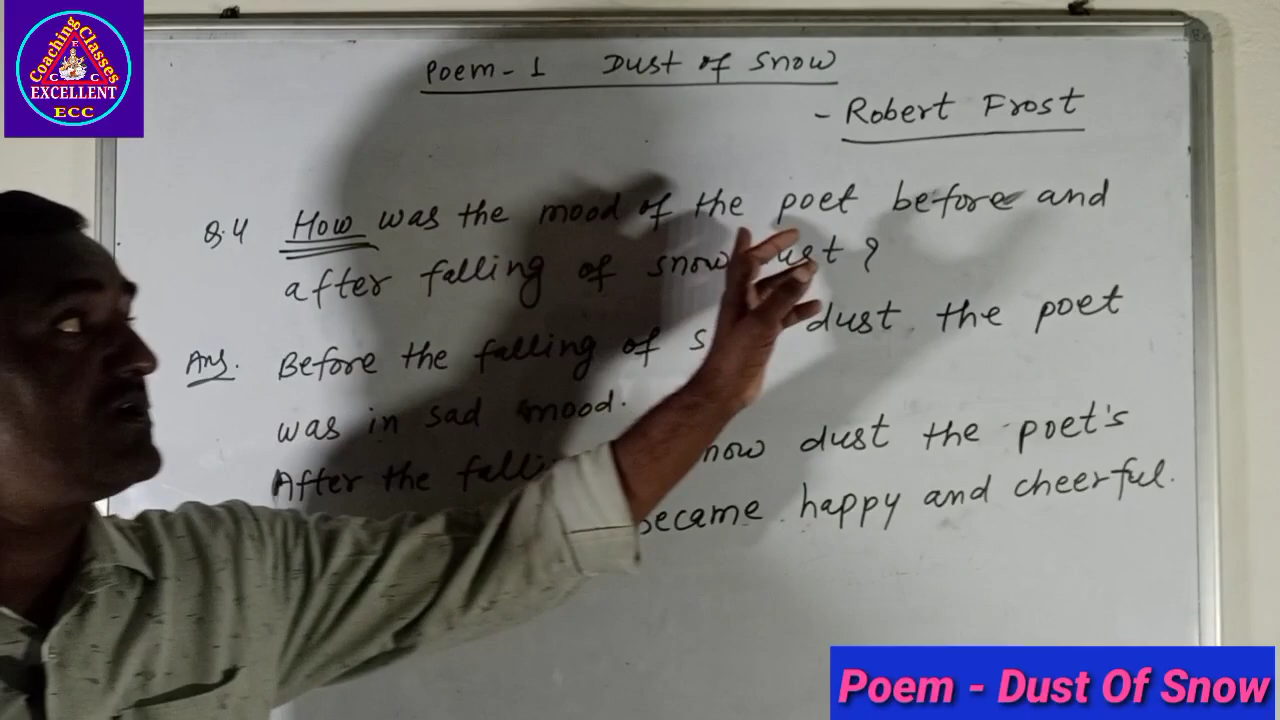 Coaching Classes
E
C C
EXCELLENT
ECC
Poem - 1 Dust of Snow
- Robert Frost
Q.4 How was the mood of the poet before and
after falling of snow dust ?
Ans. Before the falling of dust the poet
was in sad mood.
After the dust the poet's
became happy and cheerful.
Poem - Dust Of Snow